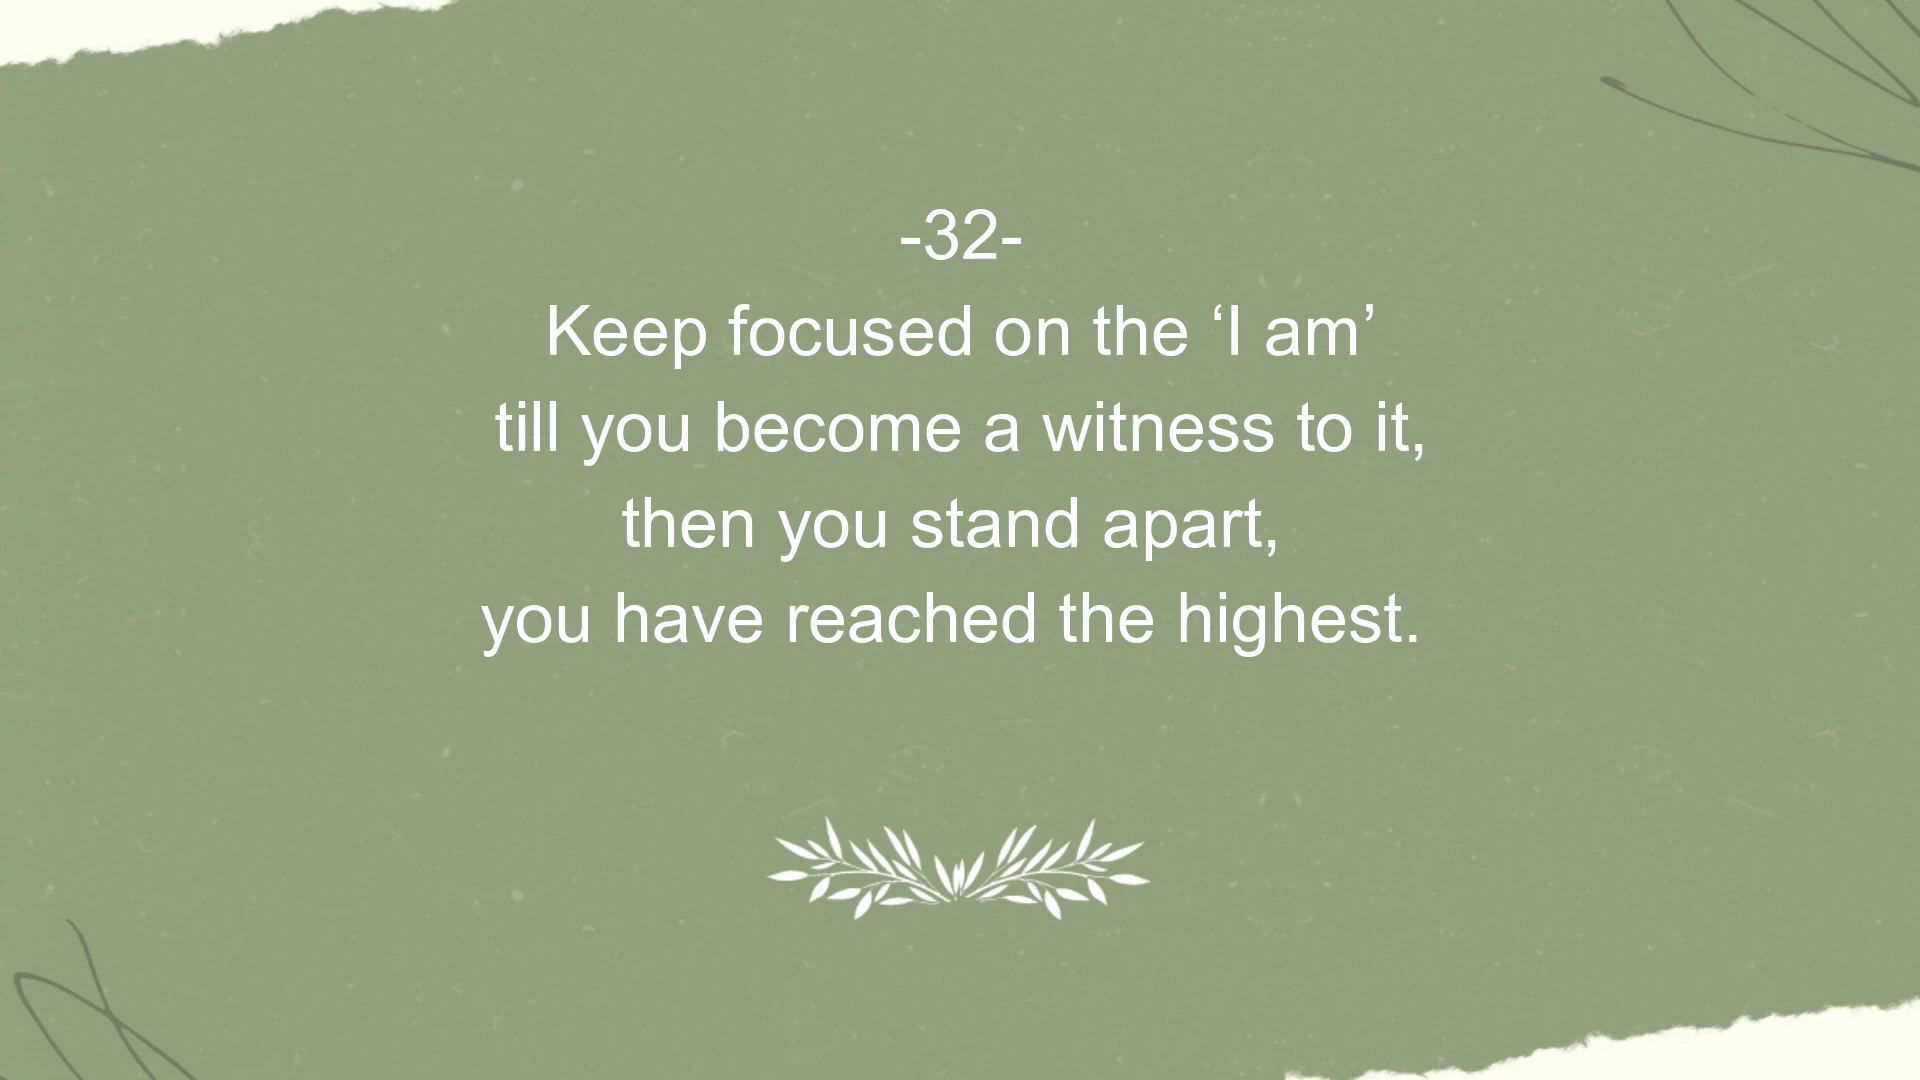 -32-
Keep focused on the ‘I am’
till you become a witness to it,
then you stand apart,
you have reached the highest.